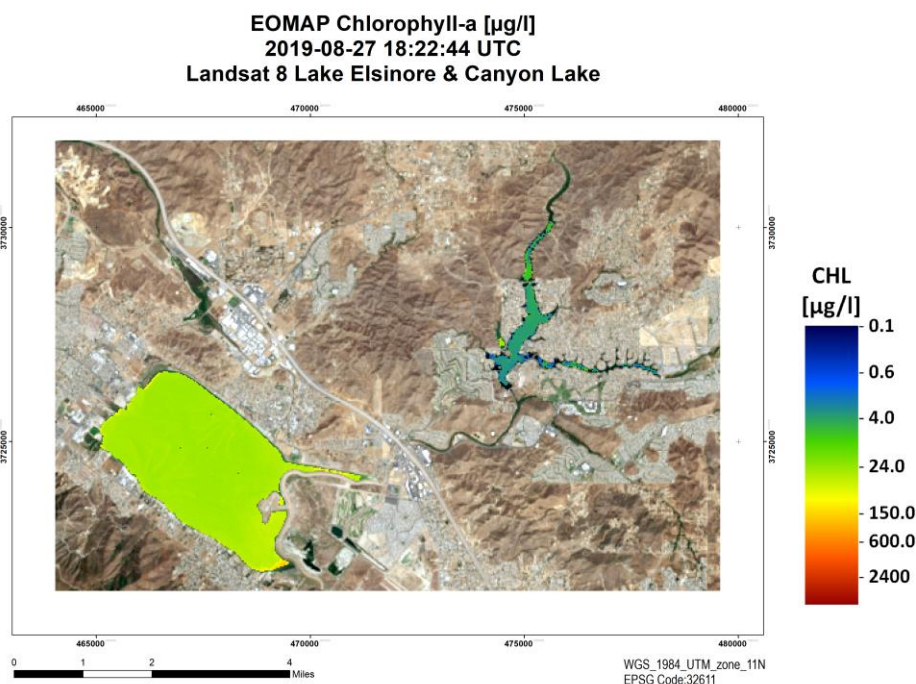 EOMAP Chlorophyll-a [µg/l]
2019-08-27 18:22:44 UTC
Landsat 8 Lake Elsinore & Canyon Lake
465000 470000 475000 480000
3730000 3730000
3725000 3725000
CHL
[µg/l]
0.1
0.6
4.0
24.0
150.0
600.0
2400
465000 470000 475000 480000
0 1 2 4
Miles
WGS_1984_UTM_zone_11N
EPSG Code:32611